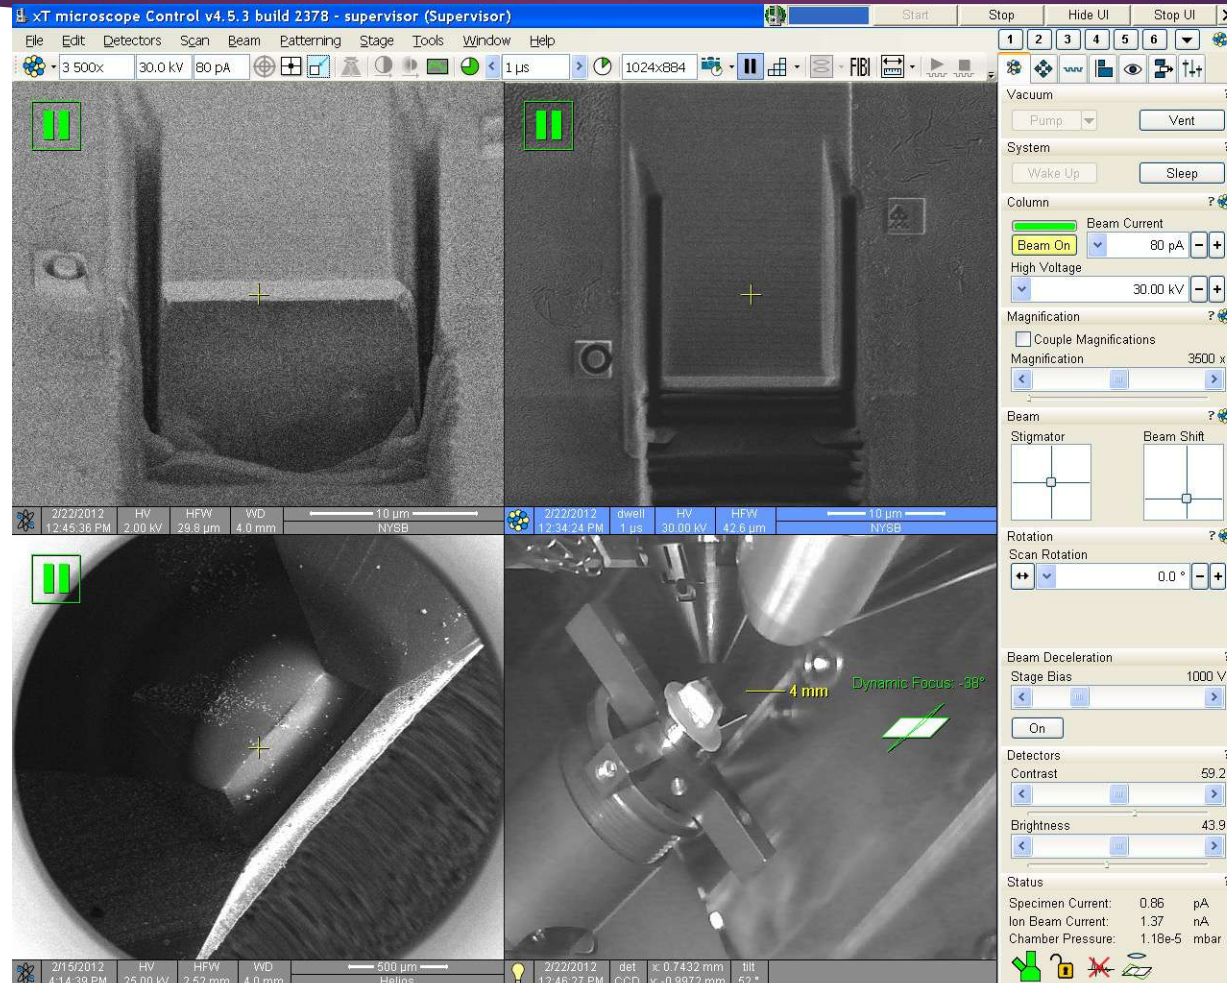 xT microscope Control v4.5.3 build 2378 - supervisor (Supervisor)
Start Stop Hide UI Stop UI
File Edit Detectors Scan Beam Patterning Stage Tools Window Help
1 2 3 4 5 6
3 500x 30.0 kV 80 pA 1 µs 1024x884 FIBI
Vacuum ?
Pump Vent
System ?
Wake Up Sleep
Column ?
Beam Current
Beam On 80 pA - +
High Voltage
30.00 kV - +
Magnification ?
Couple Magnifications
Magnification 3500 x
Beam ?
Stigmator Beam Shift
2/22/2012 HV HFW WD 10 µm
12:45:36 PM 2.00 kV 29.8 µm 4.0 mm NYSB
2/22/2012 dwell HV HFW 10 µm
12:34:24 PM 1 µs 30.00 kV 42.6 µm NYSB
Rotation ?
Scan Rotation
0.0 ° - +
4 mm
Dynamic Focus: -38°
Beam Deceleration ?
Stage Bias 1000 V
On
Detectors ?
Contrast 59.2
Brightness 43.9
Status ?
Specimen Current: 0.86 pA
Ion Beam Current: 1.37 nA
Chamber Pressure: 1.18e-5 mbar
2/15/2012 HV HFW WD 500 µm
4:14:39 PM 25.00 kV 2.52 mm 4.0 mm Helios
2/22/2012 det x: 0.7432 mm tilt
12:46:27 PM CCD y: -0.9972 mm 52 °